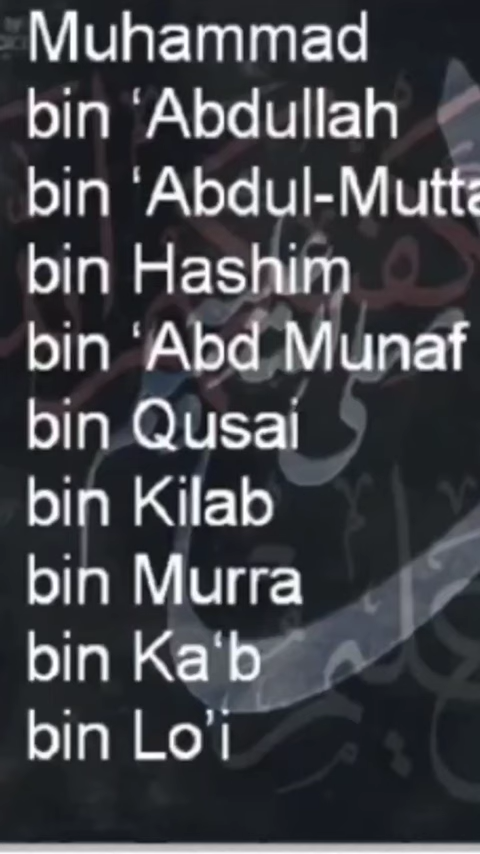 Muhammad
bin ‘Abdullah
bin ‘Abdul-Mutta
bin Hashim
bin ‘Abd Munaf
bin Qusai
bin Kilab
bin Murra
bin Ka‘b
bin Lo’i